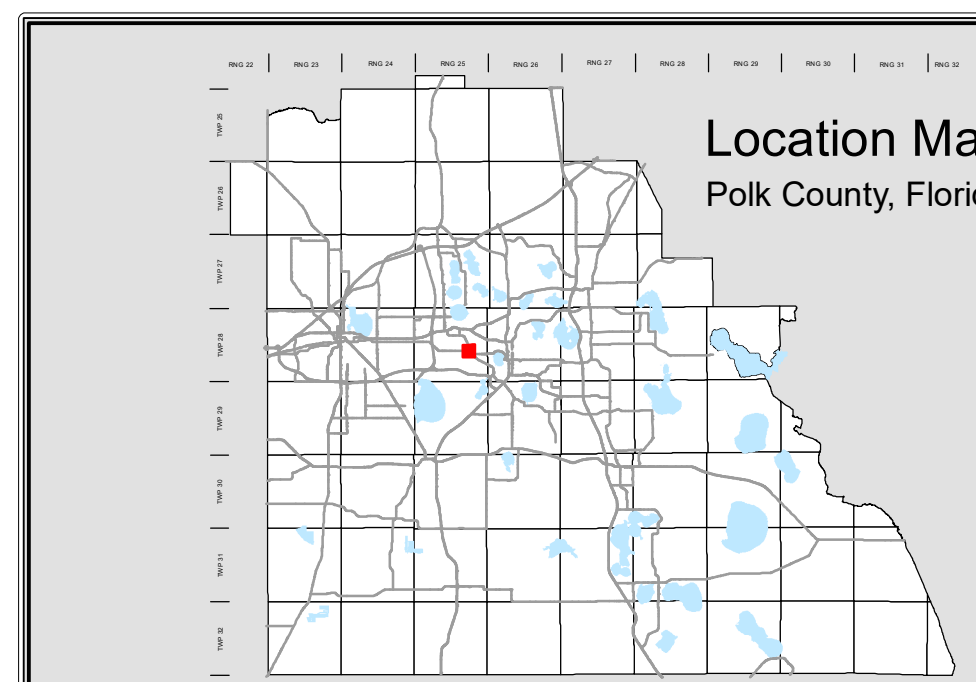 RNG 22 RNG 23 RNG 24 RNG 25 RNG 26 RNG 27 RNG 28 RNG 29 RNG 30 RNG 31 RNG 32
TWP 25
Location Ma
TWP 26
Polk County, Flori
TWP 27
TWP 28
TWP 29
TWP 30
TWP 31
TWP 32